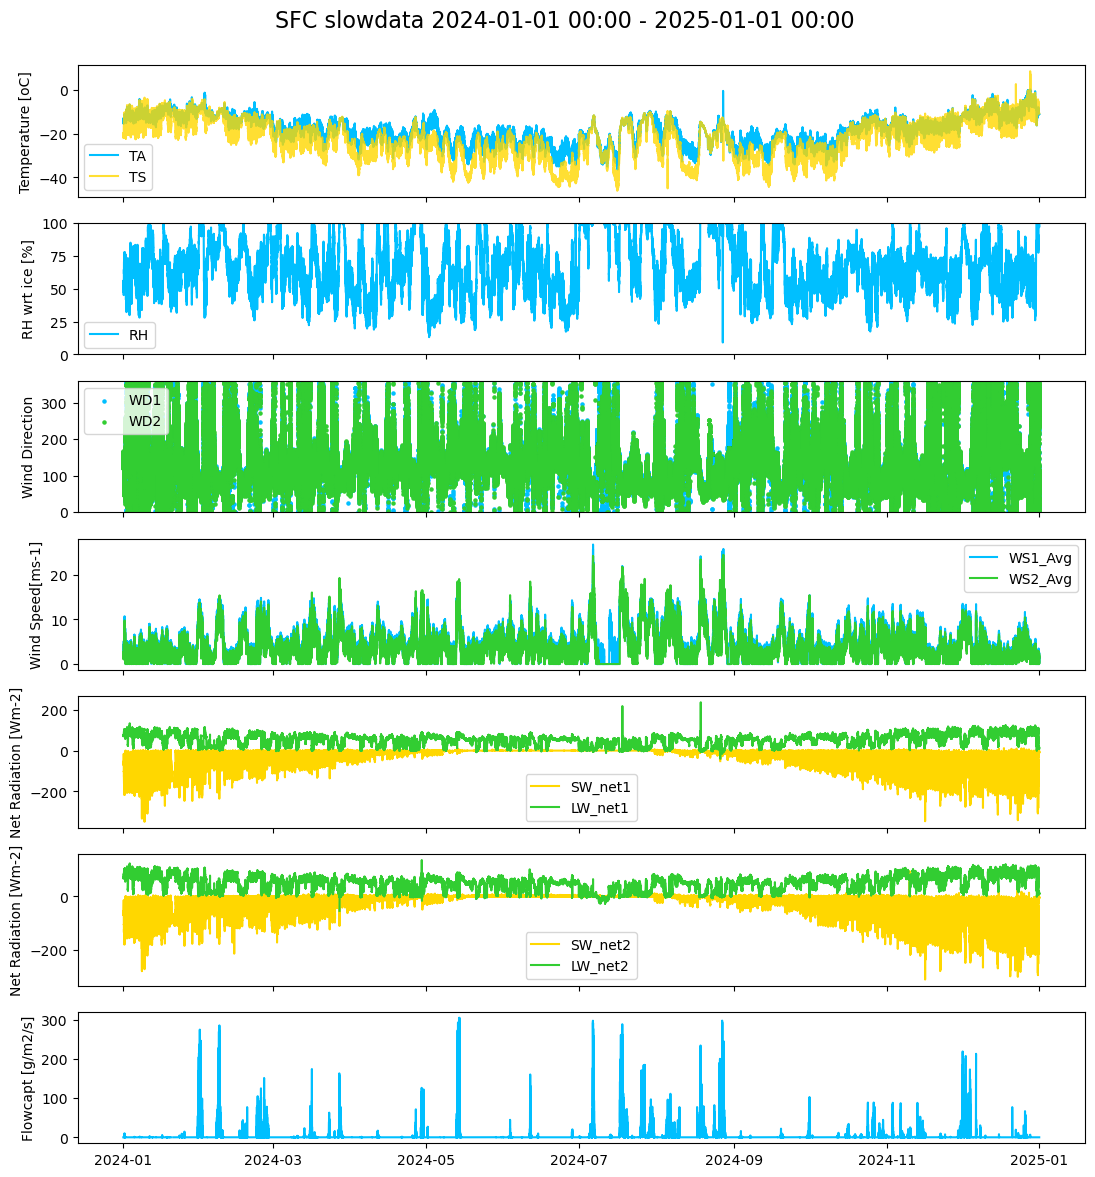 SFC slowdata 2024-01-01 00:00 - 2025-01-01 00:00
Temperature [oC]
0
−20
−40
TA
TS
RH wrt ice [%]
100
75
50
25
0
RH
Wind Direction
300
200
100
0
WD1
WD2
Wind Speed[ms-1]
20
10
0
WS1_Avg
WS2_Avg
Net Radiation [Wm-2]
200
0
−200
SW_net1
LW_net1
Net Radiation [Wm-2]
0
−200
SW_net2
LW_net2
Flowcapt [g/m2/s]
300
200
100
0
2024-01
2024-03
2024-05
2024-07
2024-09
2024-11
2025-01